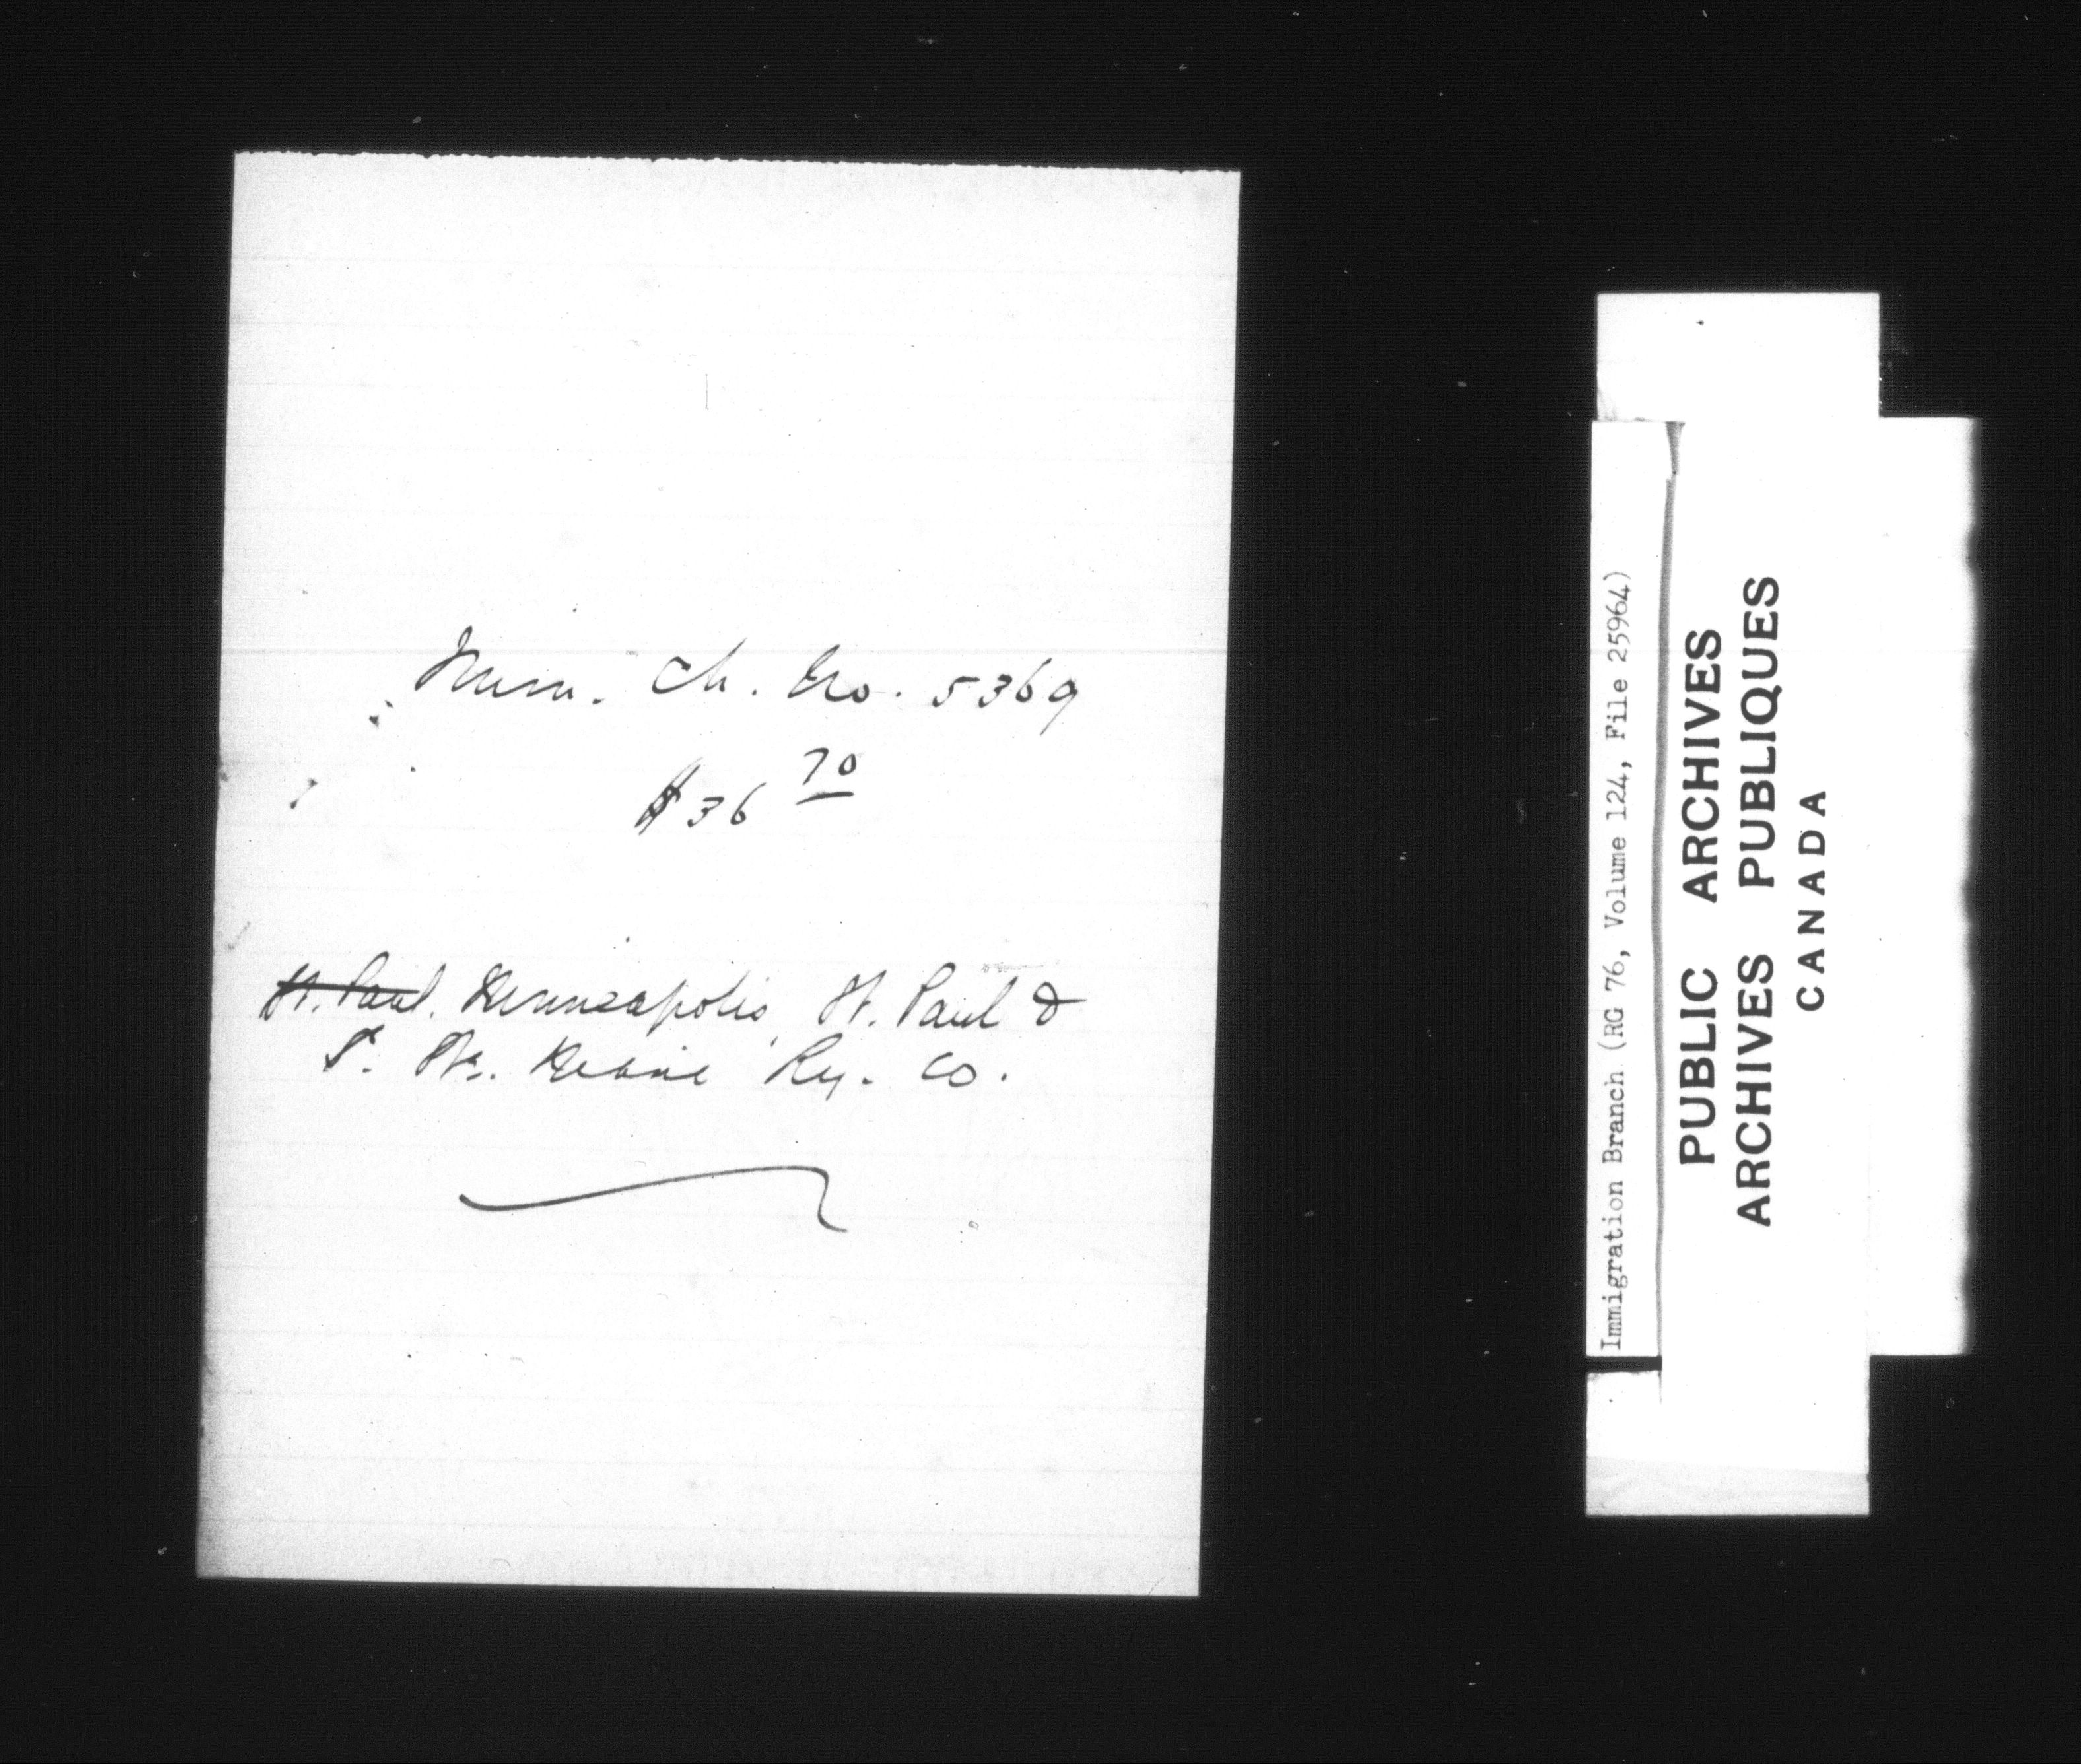 Imm. Ch. No. 5369
$36 70
St. Paul. Minneapolis, St. Paul &
S. Ste. Marie Ry. Co.
Immigration Branch (RG 76, Volume 124, File 25964)
PUBLIC ARCHIVES
ARCHIVES PUBLIQUES
CANADA